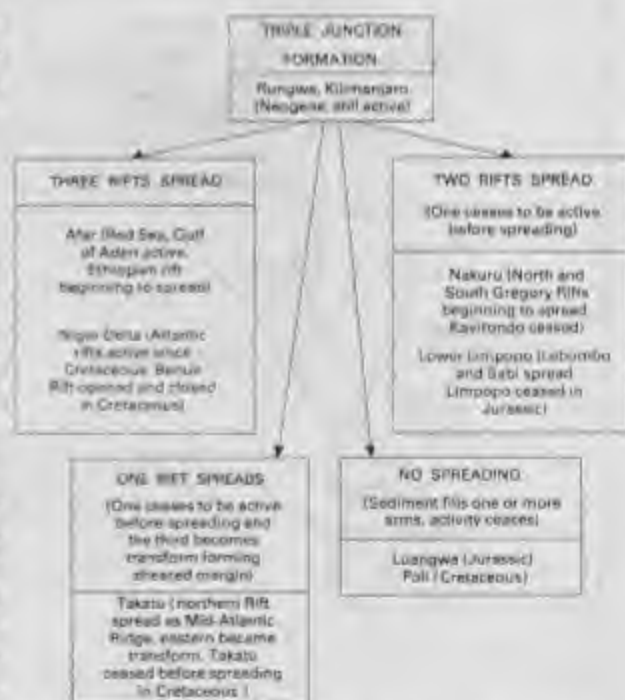 TRIPLE JUNCTION
FORMATION
Rungwe, Kilimanjaro
(Neogene, still active)
THREE RIFTS SPREAD
Afar (Red Sea, Gulf
of Aden active,
Ethiopian rift
beginning to spread)
Niger Delta (Atlantic
rifts active since
Cretaceous. Benue
Rift opened and closed
in Cretaceous)
TWO RIFTS SPREAD
(One ceases to be active
before spreading)
Nakuru (North and
South Gregory Rifts
beginning to spread
Kavirondo ceased)
Lower Limpopo (Lebombo
and Sabi spread
Limpopo ceased in
Jurassic)
ONE RIFT SPREADS
(One ceases to be active
before spreading and
the third becomes
transform forming
sheared margin)
Takatu (northern Rift
spread as Mid-Atlantic
Ridge, eastern became
transform. Takatu
ceased before spreading
in Cretaceous)
NO SPREADING
(Sediment fills one or more
arms, activity ceases)
Luangwa (Jurassic)
Poli (Cretaceous)